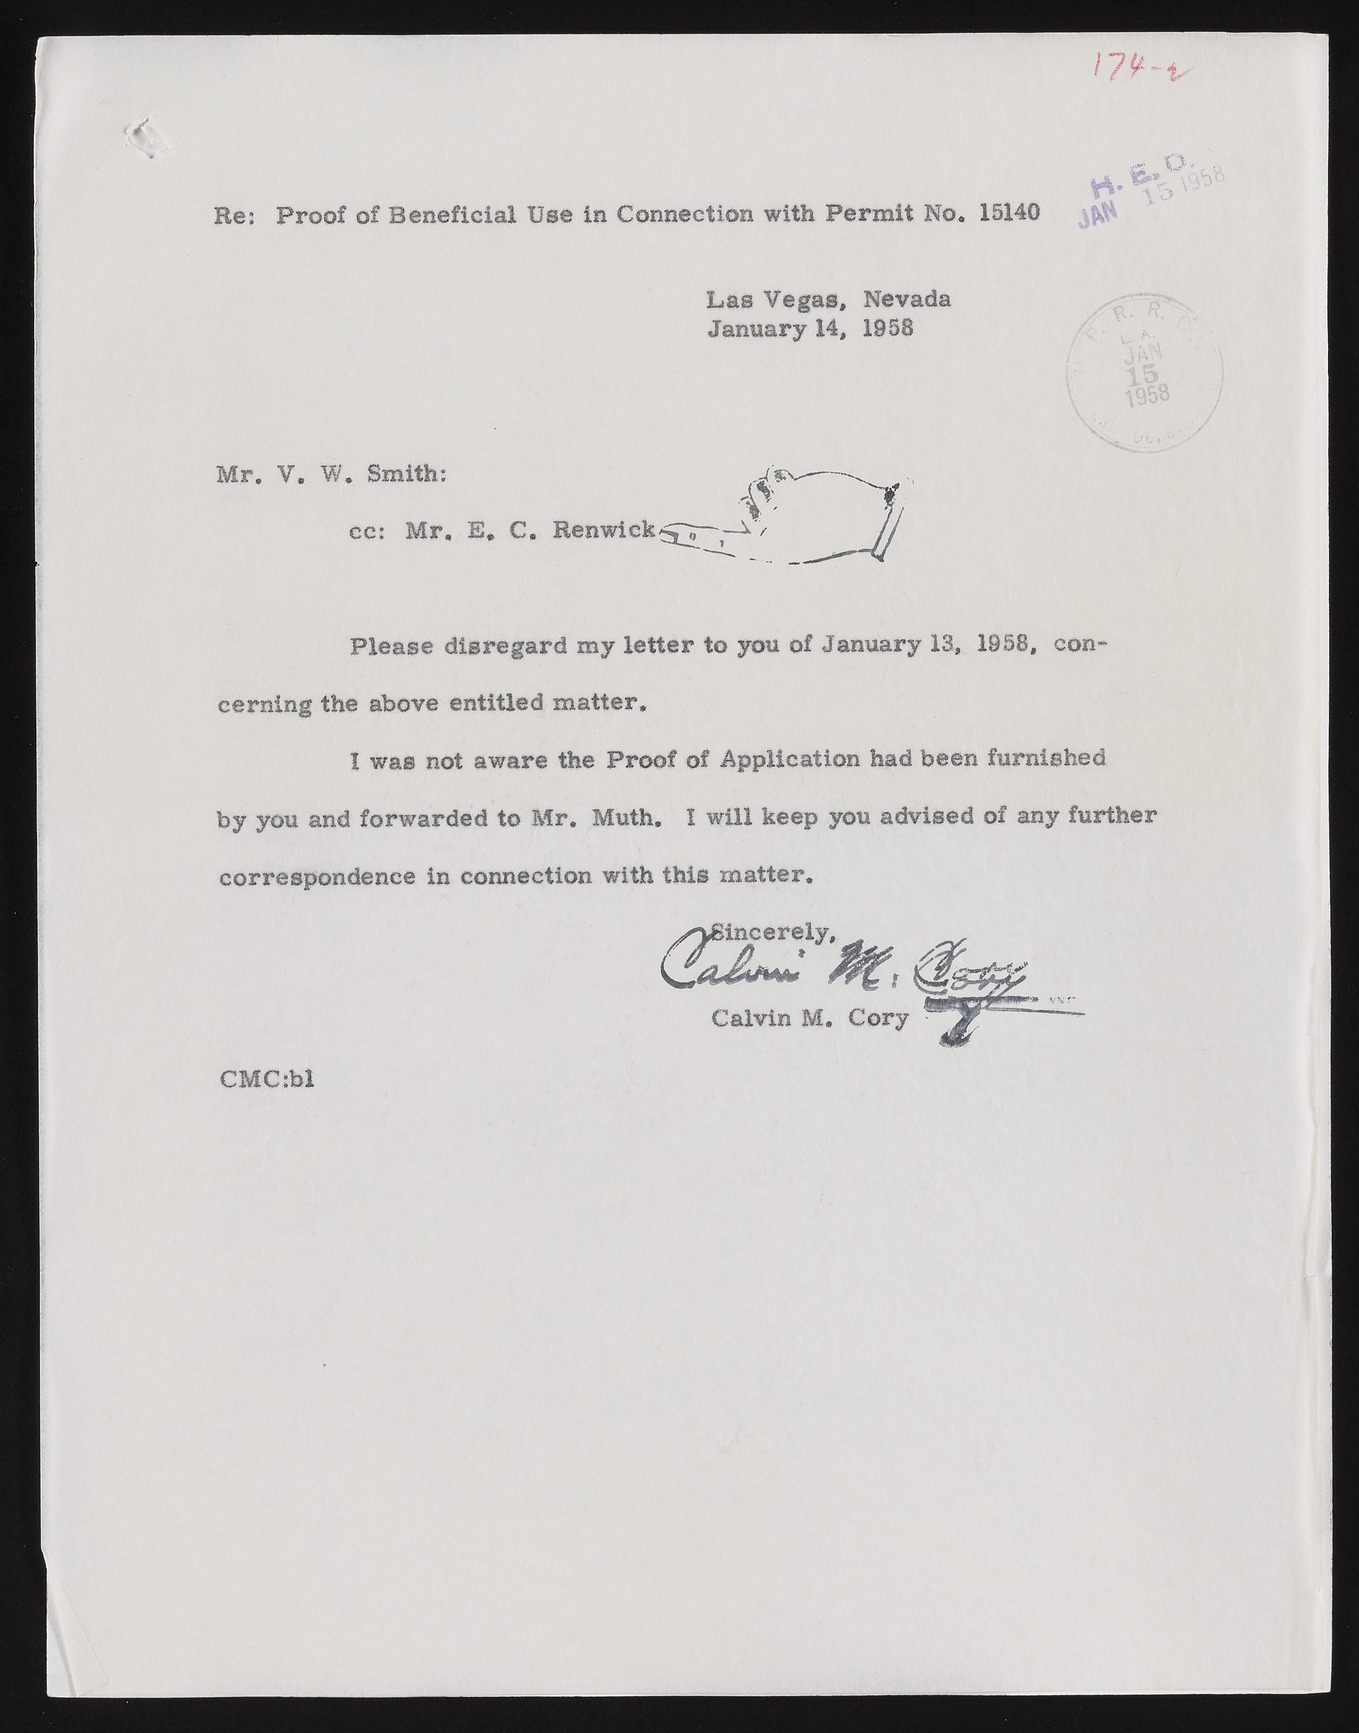 174-
H. E. D.
JAN 15 1958
Re: Proof of Beneficial Use in Connection with Permit No. 15140
Las Vegas, Nevada
January 14, 1958
P. R. R.
L. A.
JAN
15
1958
Mr. V. W. Smith:
cc: Mr. E. C. Renwick
Please disregard my letter to you of January 13, 1958, con-
cerning the above entitled matter.
I was not aware the Proof of Application had been furnished
by you and forwarded to Mr. Muth. I will keep you advised of any further
correspondence in connection with this matter.
Sincerely,
Calvin M. Cory
Calvin M. Cory
CMC:bl